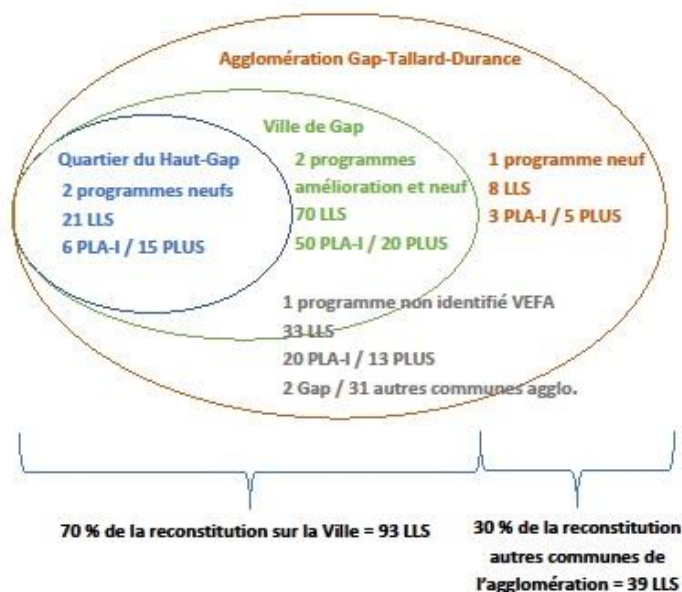 Agglomération Gap-Tallard-Durance
Ville de Gap
Quartier du Haut-Gap
2 programmes neufs
21 LLS
6 PLA-I / 15 PLUS
2 programmes
amélioration et neuf
70 LLS
50 PLA-I / 20 PLUS
1 programme neuf
8 LLS
3 PLA-I / 5 PLUS
1 programme non identifié VEFA
33 LLS
20 PLA-I / 13 PLUS
2 Gap / 31 autres communes agglo.
70 % de la reconstitution sur la Ville = 93 LLS
30 % de la reconstitution
autres communes de
l'agglomération = 39 LLS